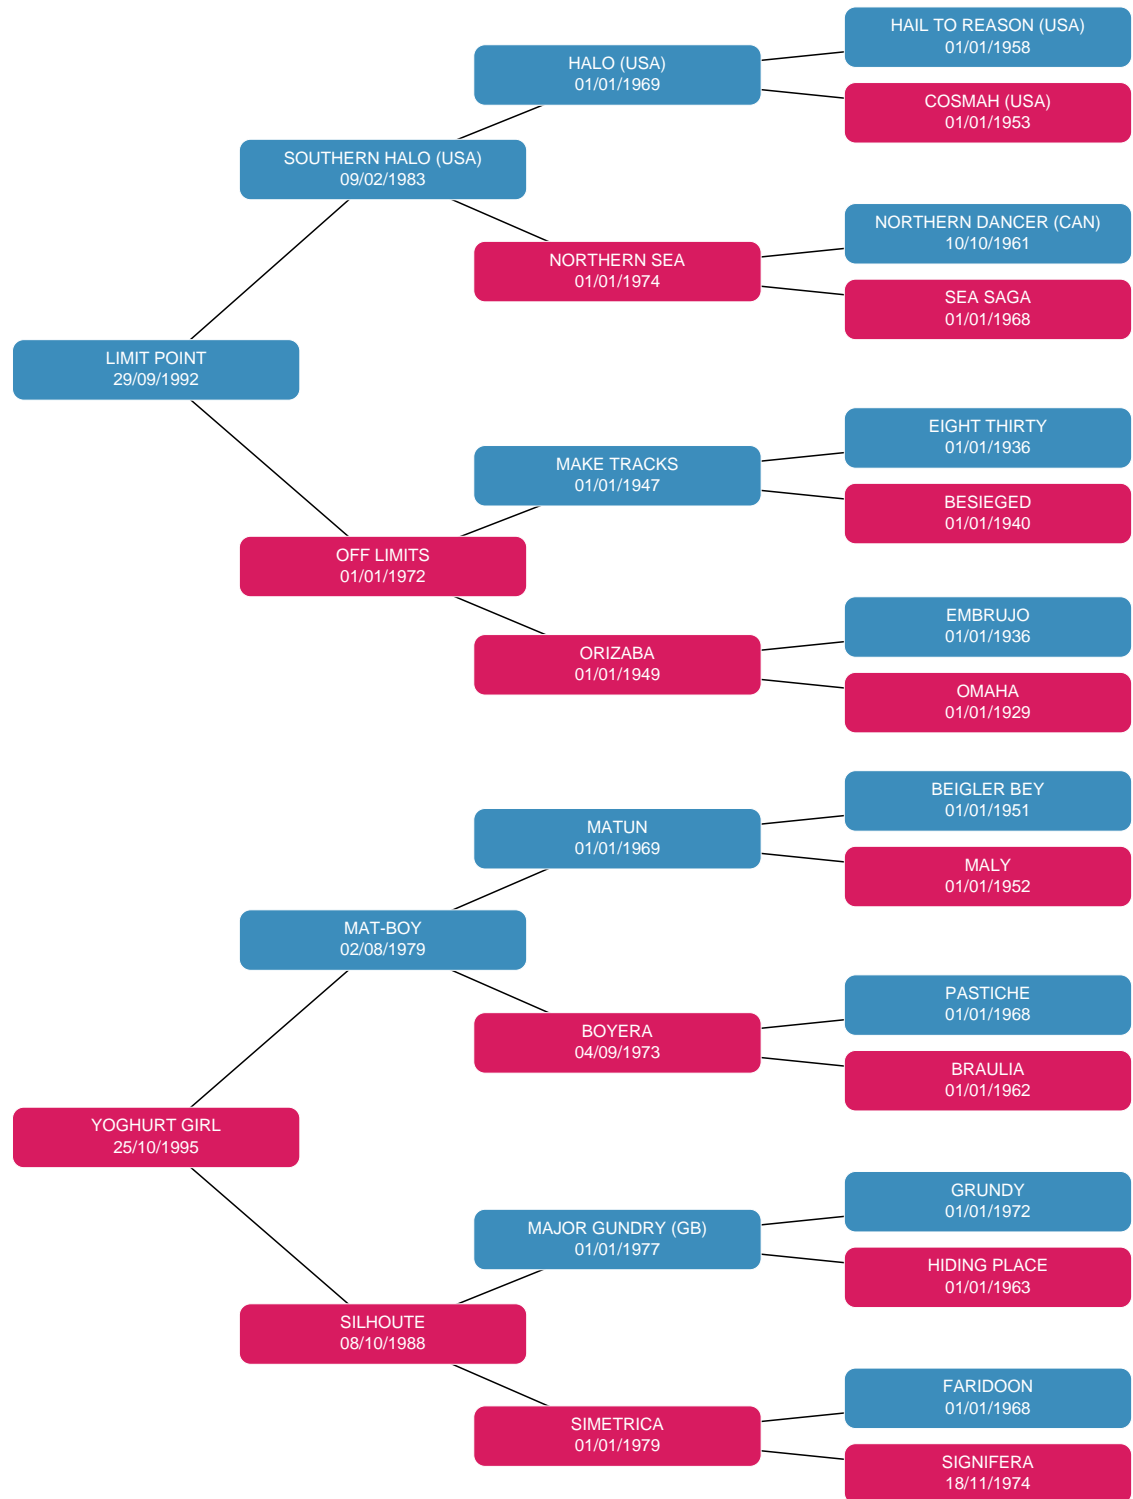 HAIL TO REASON (USA)
01/01/1958
HALO (USA)
01/01/1969
COSMAH (USA)
01/01/1953
SOUTHERN HALO (USA)
09/02/1983
NORTHERN DANCER (CAN)
10/10/1961
NORTHERN SEA
01/01/1974
SEA SAGA
01/01/1968
LIMIT POINT
29/09/1992
EIGHT THIRTY
01/01/1936
MAKE TRACKS
01/01/1947
BESIEGED
01/01/1940
OFF LIMITS
01/01/1972
EMBRUJO
01/01/1936
ORIZABA
01/01/1949
OMAHA
01/01/1929
BEIGLER BEY
01/01/1951
MATUN
01/01/1969
MALY
01/01/1952
MAT-BOY
02/08/1979
PASTICHE
01/01/1968
BOYERA
04/09/1973
BRAULIA
01/01/1962
YOGHURT GIRL
25/10/1995
GRUNDY
01/01/1972
MAJOR GUNDRY (GB)
01/01/1977
HIDING PLACE
01/01/1963
SILHOUTE
08/10/1988
FARIDOON
01/01/1968
SIMETRICA
01/01/1979
SIGNIFERA
18/11/1974